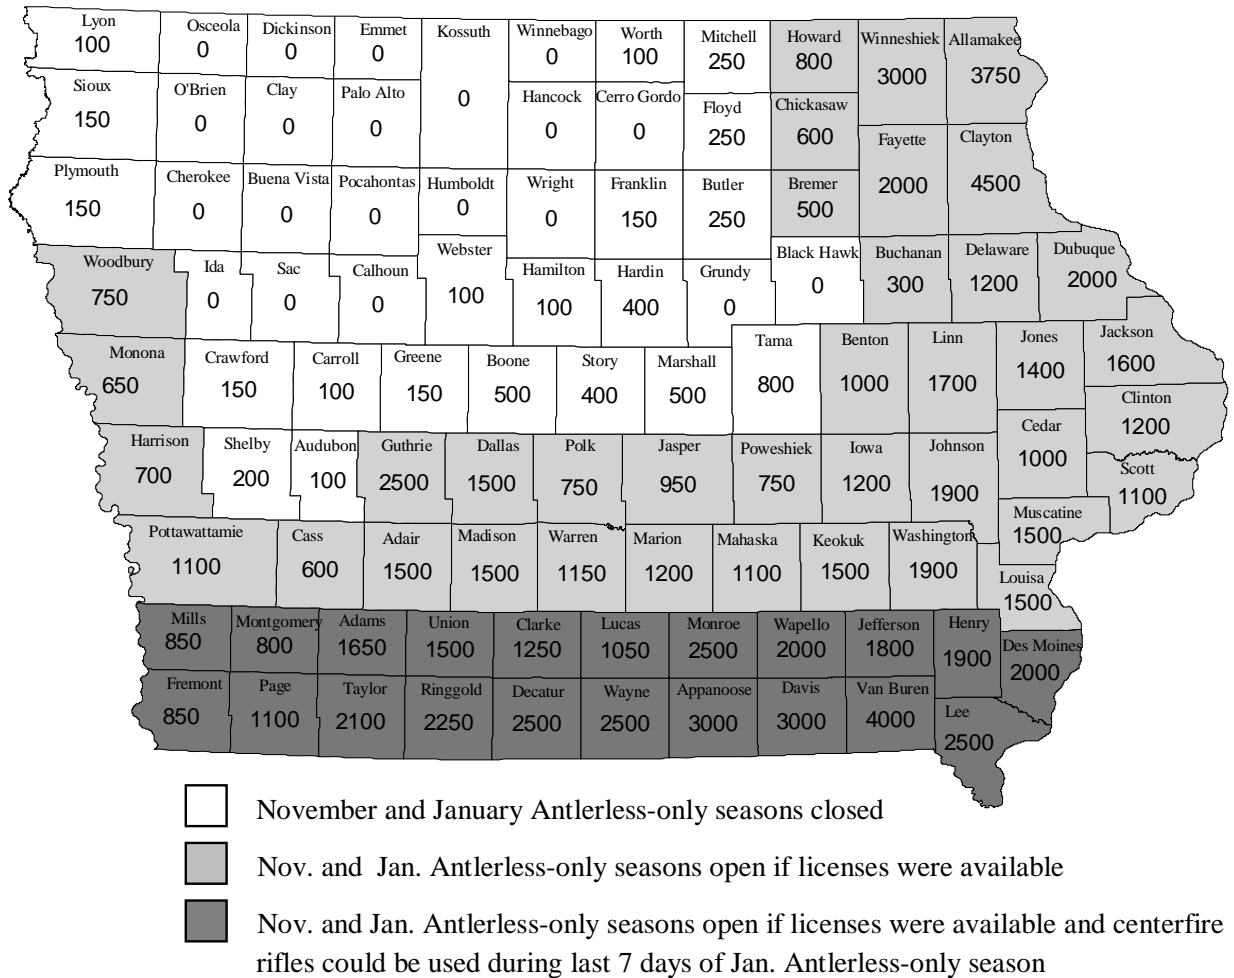 Lyon Osceola Dickinson Emmet Kossuth Winnebago Worth Mitchell Howard Winneshiek Allamakee
100 0 0 0 0 0 100 250 800 3000 3750
Sioux O'Brien Clay Palo Alto Hancock Cerro Gordo Floyd Chickasaw Fayette Clayton
150 0 0 0 0 0 250 600 2000 4500
Plymouth Cherokee Buena Vista Pocahontas Humboldt Wright Franklin Butler Bremer
150 0 0 0 0 0 150 250 500
Woodbury Ida Sac Calhoun Webster Hamilton Hardin Grundy Black Hawk Buchanan Delaware Dubuque
750 0 0 0 100 100 400 0 0 300 1200 2000
Monona Crawford Carroll Greene Boone Story Marshall Tama Benton Linn Jones Jackson
650 150 100 150 500 400 500 800 1000 1700 1400 1600
Clinton
1200
Harrison Shelby Audubon Guthrie Dallas Polk Jasper Poweshiek Iowa Johnson Cedar Scott
700 200 100 2500 1500 750 950 750 1200 1900 1000 1100
Muscatine
1500
Pottawattamie Cass Adair Madison Warren Marion Mahaska Keokuk Washington Louisa
1100 600 1500 1500 1150 1200 1100 1500 1900 1500
Mills Montgomery Adams Union Clarke Lucas Monroe Wapello Jefferson Henry Des Moines
850 800 1650 1500 1250 1050 2500 2000 1800 1900 2000
Fremont Page Taylor Ringgold Decatur Wayne Appanoose Davis Van Buren Lee
850 1100 2100 2250 2500 2500 3000 3000 4000 2500
November and January Antlerless-only seasons closed
Nov. and Jan. Antlerless-only seasons open if licenses were available
Nov. and Jan. Antlerless-only seasons open if licenses were available and centerfire
rifles could be used during last 7 days of Jan. Antlerless-only season